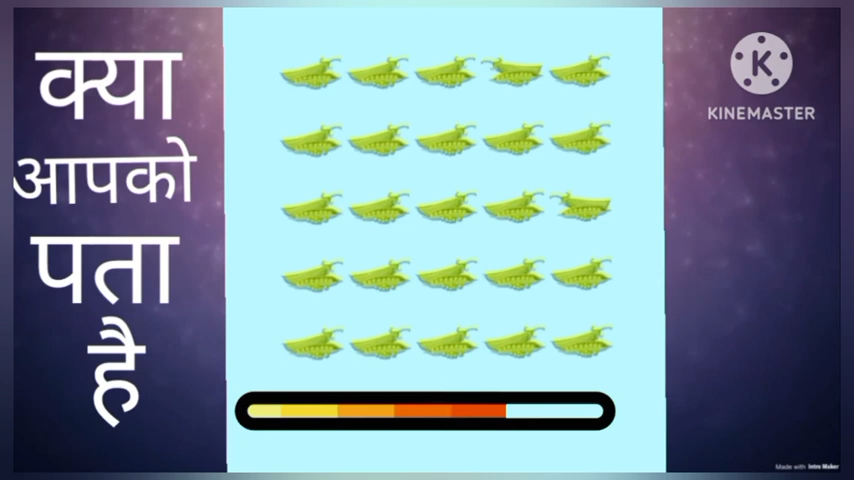 क्या
आपको
पता
है
K
KINEMASTER
Made with Intro Maker